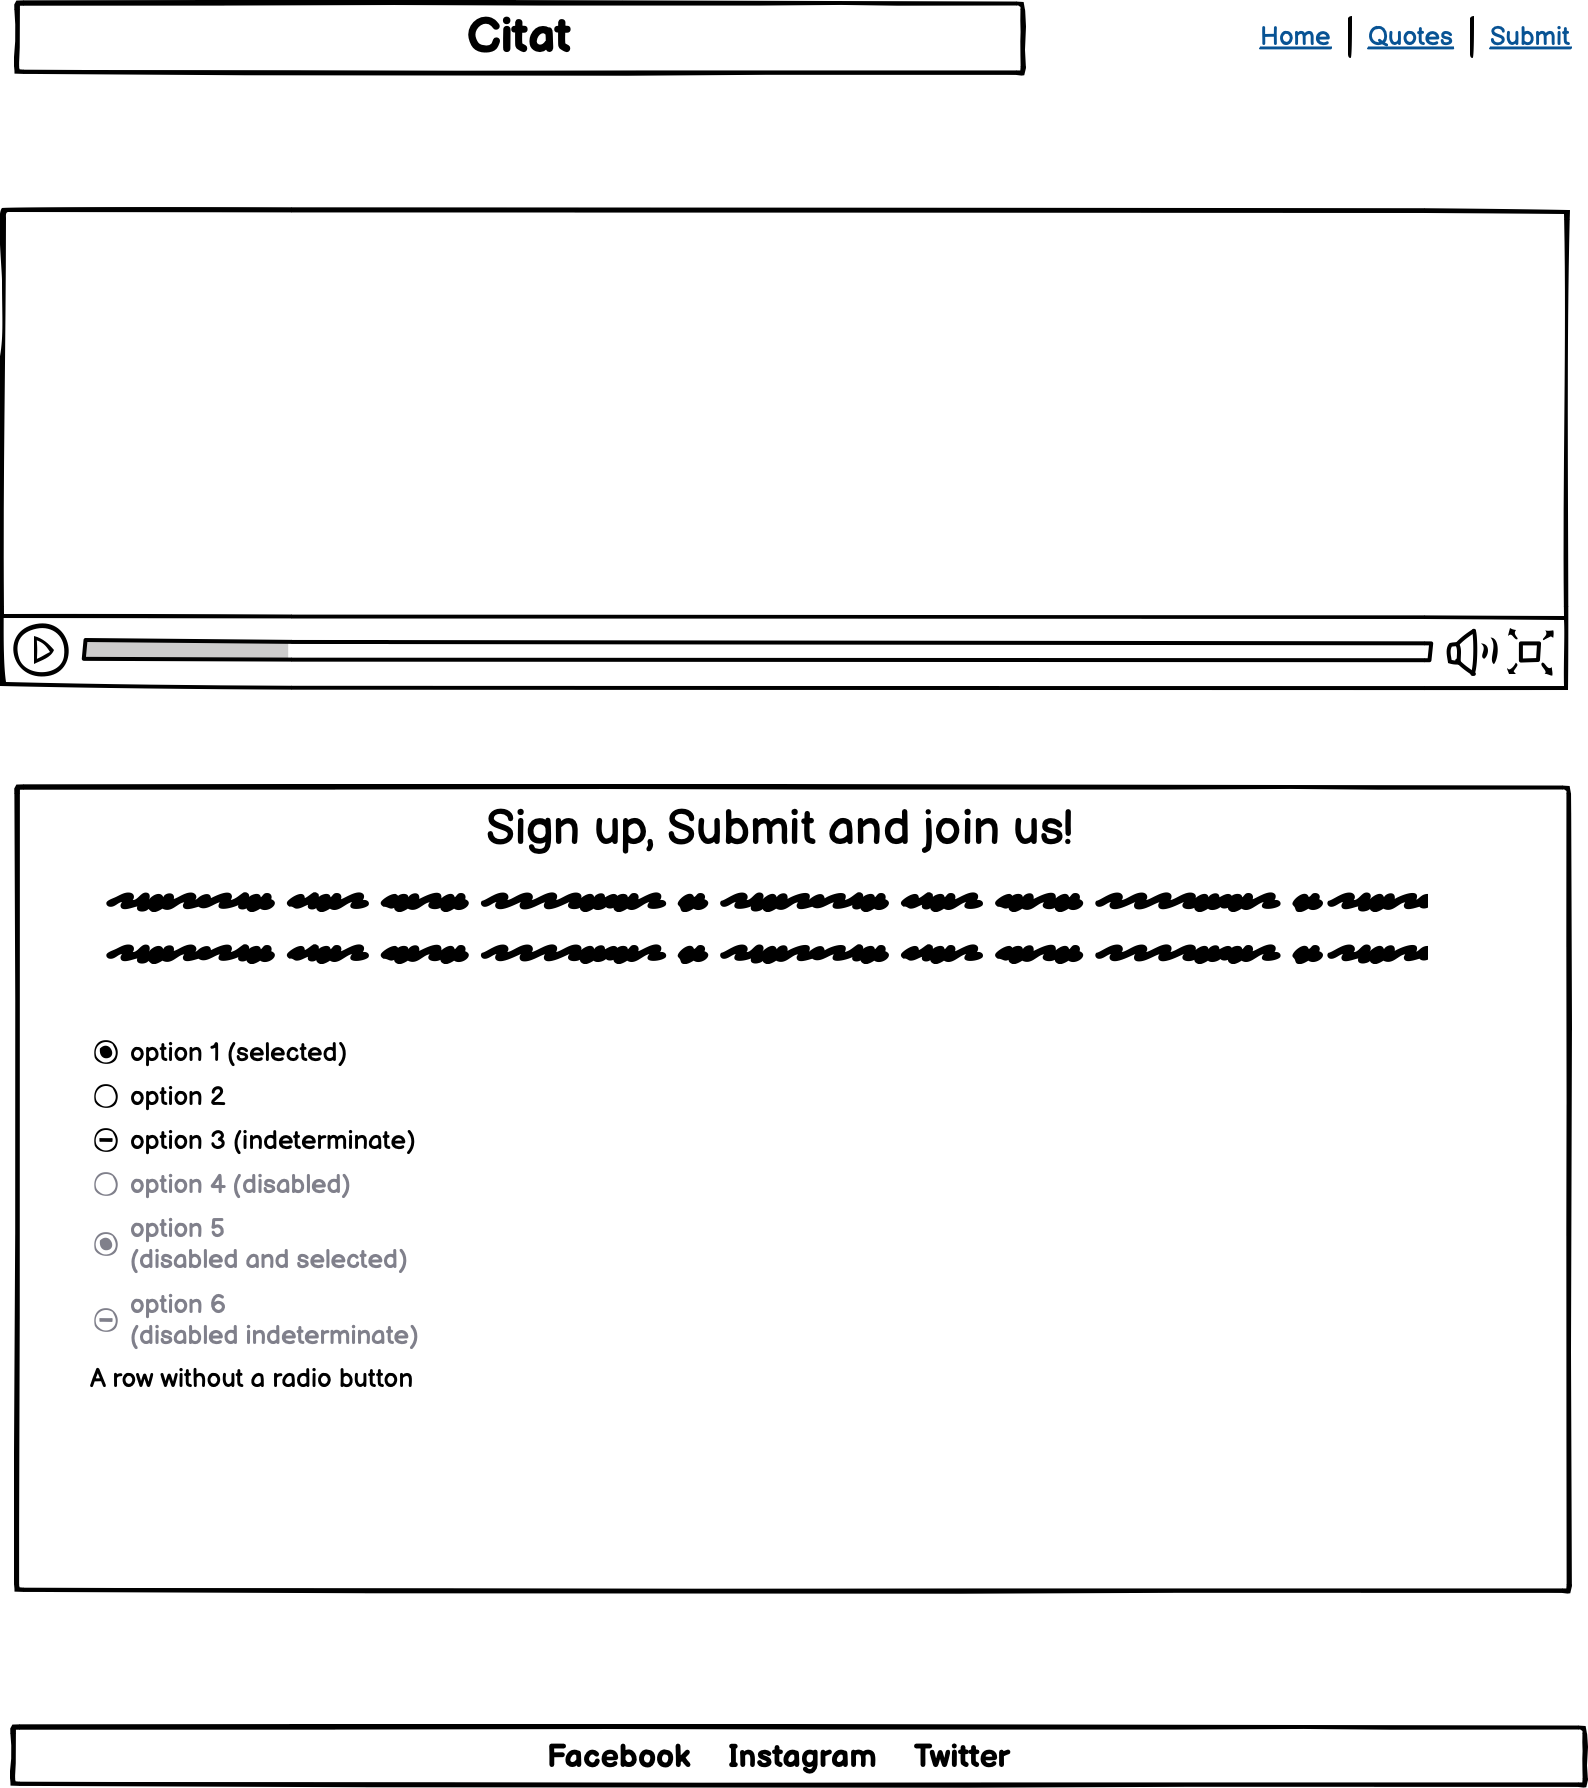 Citat
Home | Quotes | Submit
Sign up, Submit and join us!
option 1 (selected)
option 2
option 3 (indeterminate)
option 4 (disabled)
option 5
(disabled and selected)
option 6
(disabled indeterminate)
A row without a radio button
Facebook Instagram Twitter